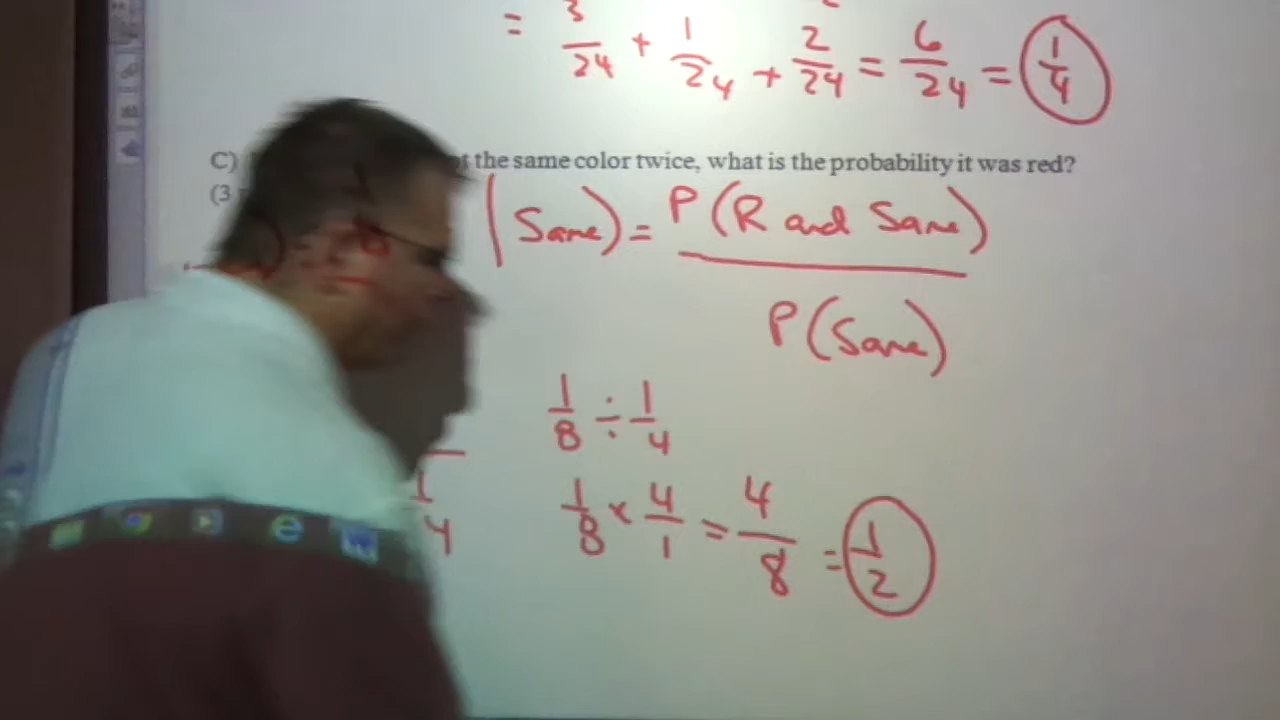 = 3/24 + 1/24 + 2/24 = 6/24 = 1/4
C) the same color twice, what is the probability it was red?
(3
| Same) = P(R and Same)
P(Same)
1/8 ÷ 1/4
1/4
1/8 × 4/1 = 4/8 = 1/2